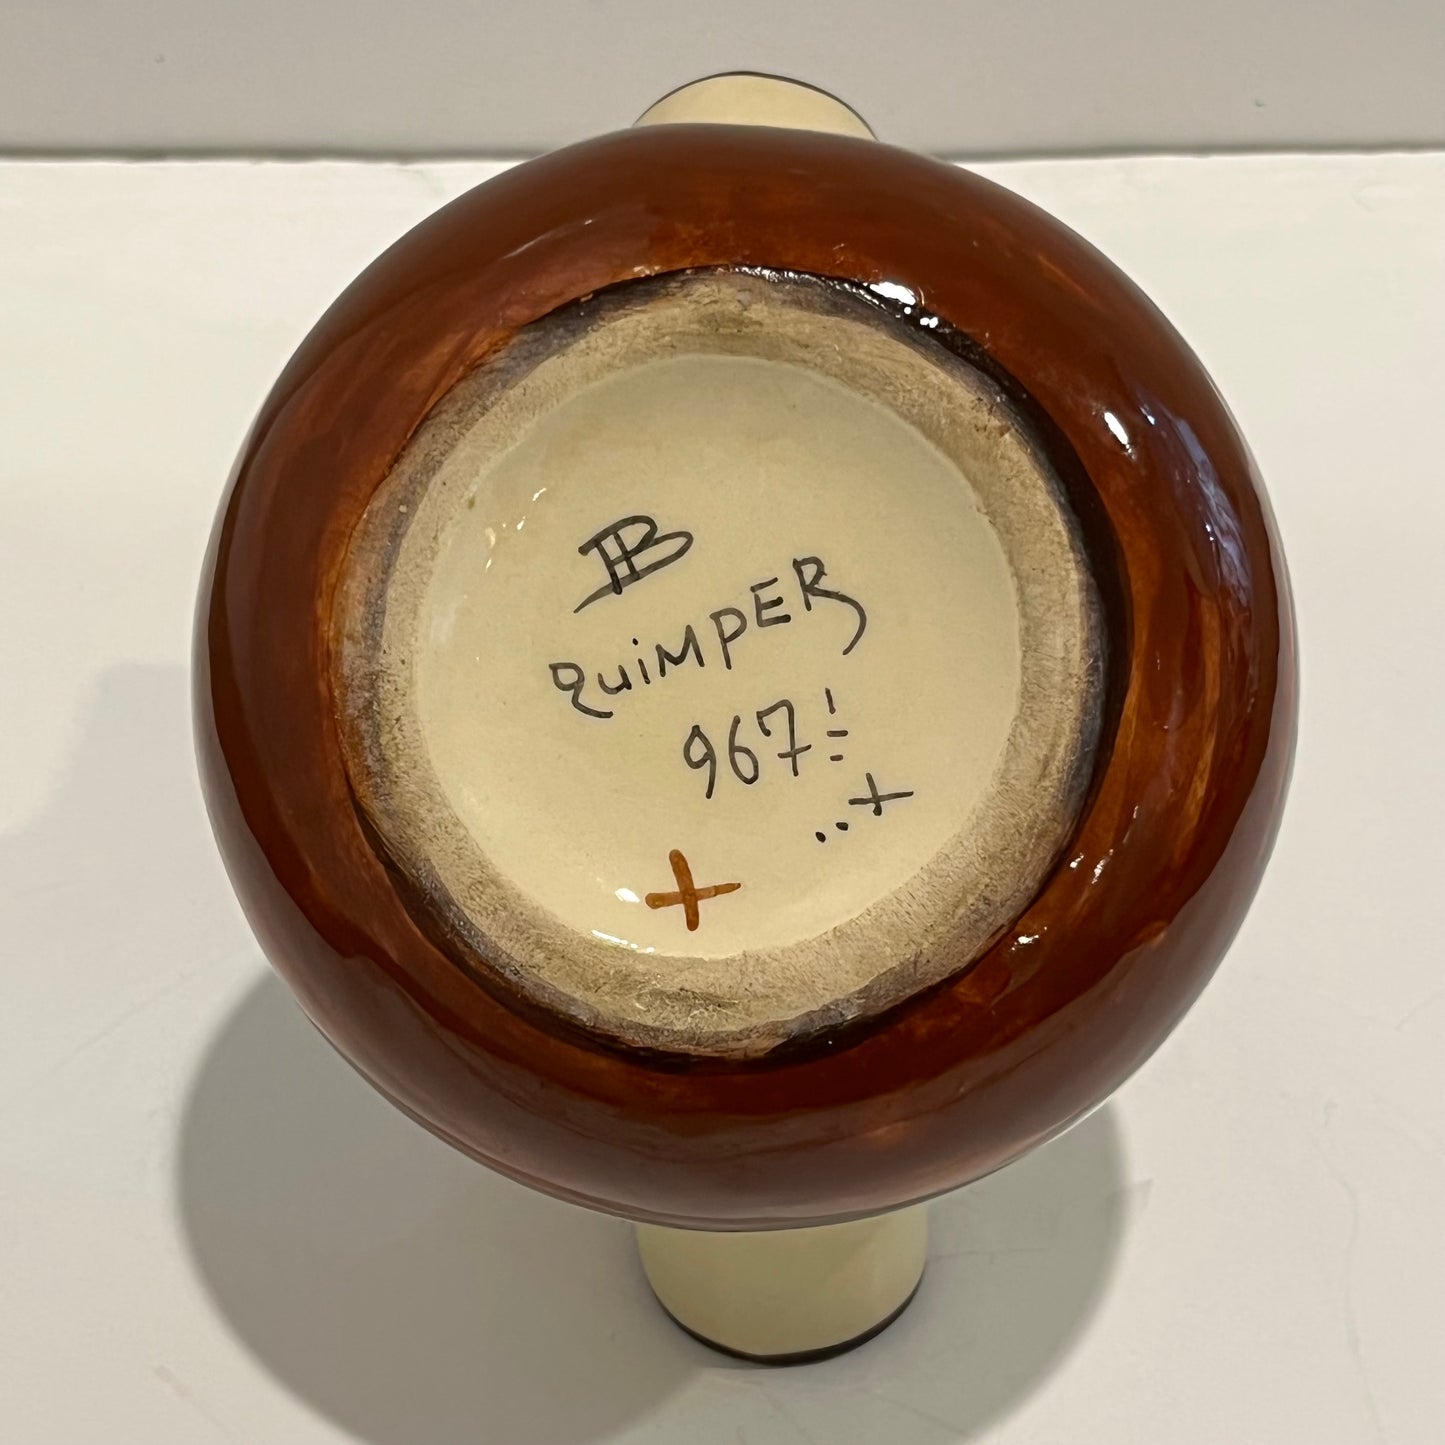 HB
QUIMPER
967 !
..+
+